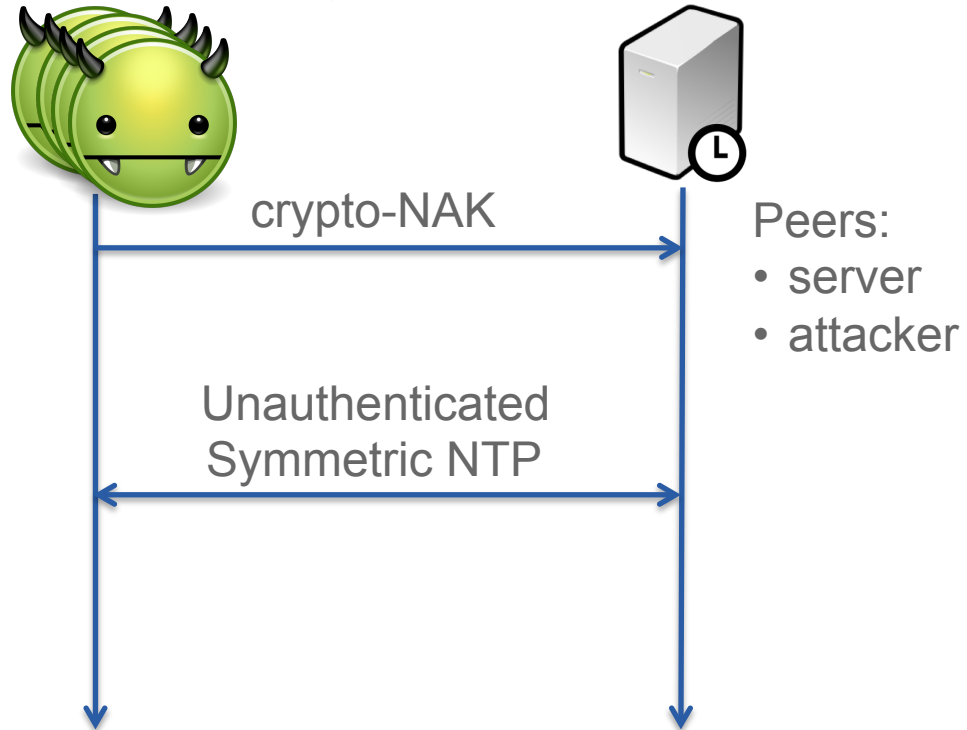 crypto-NAK
Peers:
• server
• attacker
Unauthenticated
Symmetric NTP